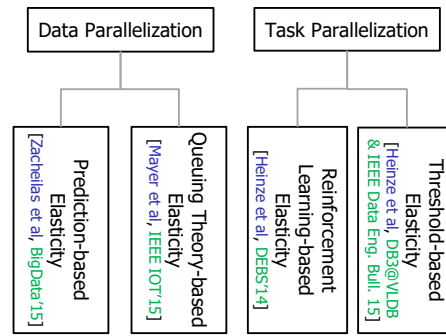 Data Parallelization
Task Parallelization
Prediction-based
Elasticity
[Zacheilas et al, BigData'15]
Queuing Theory-based
Elasticity
[Mayer et al, IEEE IOT'15]
Reinforcement
Learning-based
Elasticity
[Heinze et al, DEBS'14]
Threshold-based
Elasticity
[Heinze et al, DB3@VLDB
& IEEE Data Eng. Bull. 15]